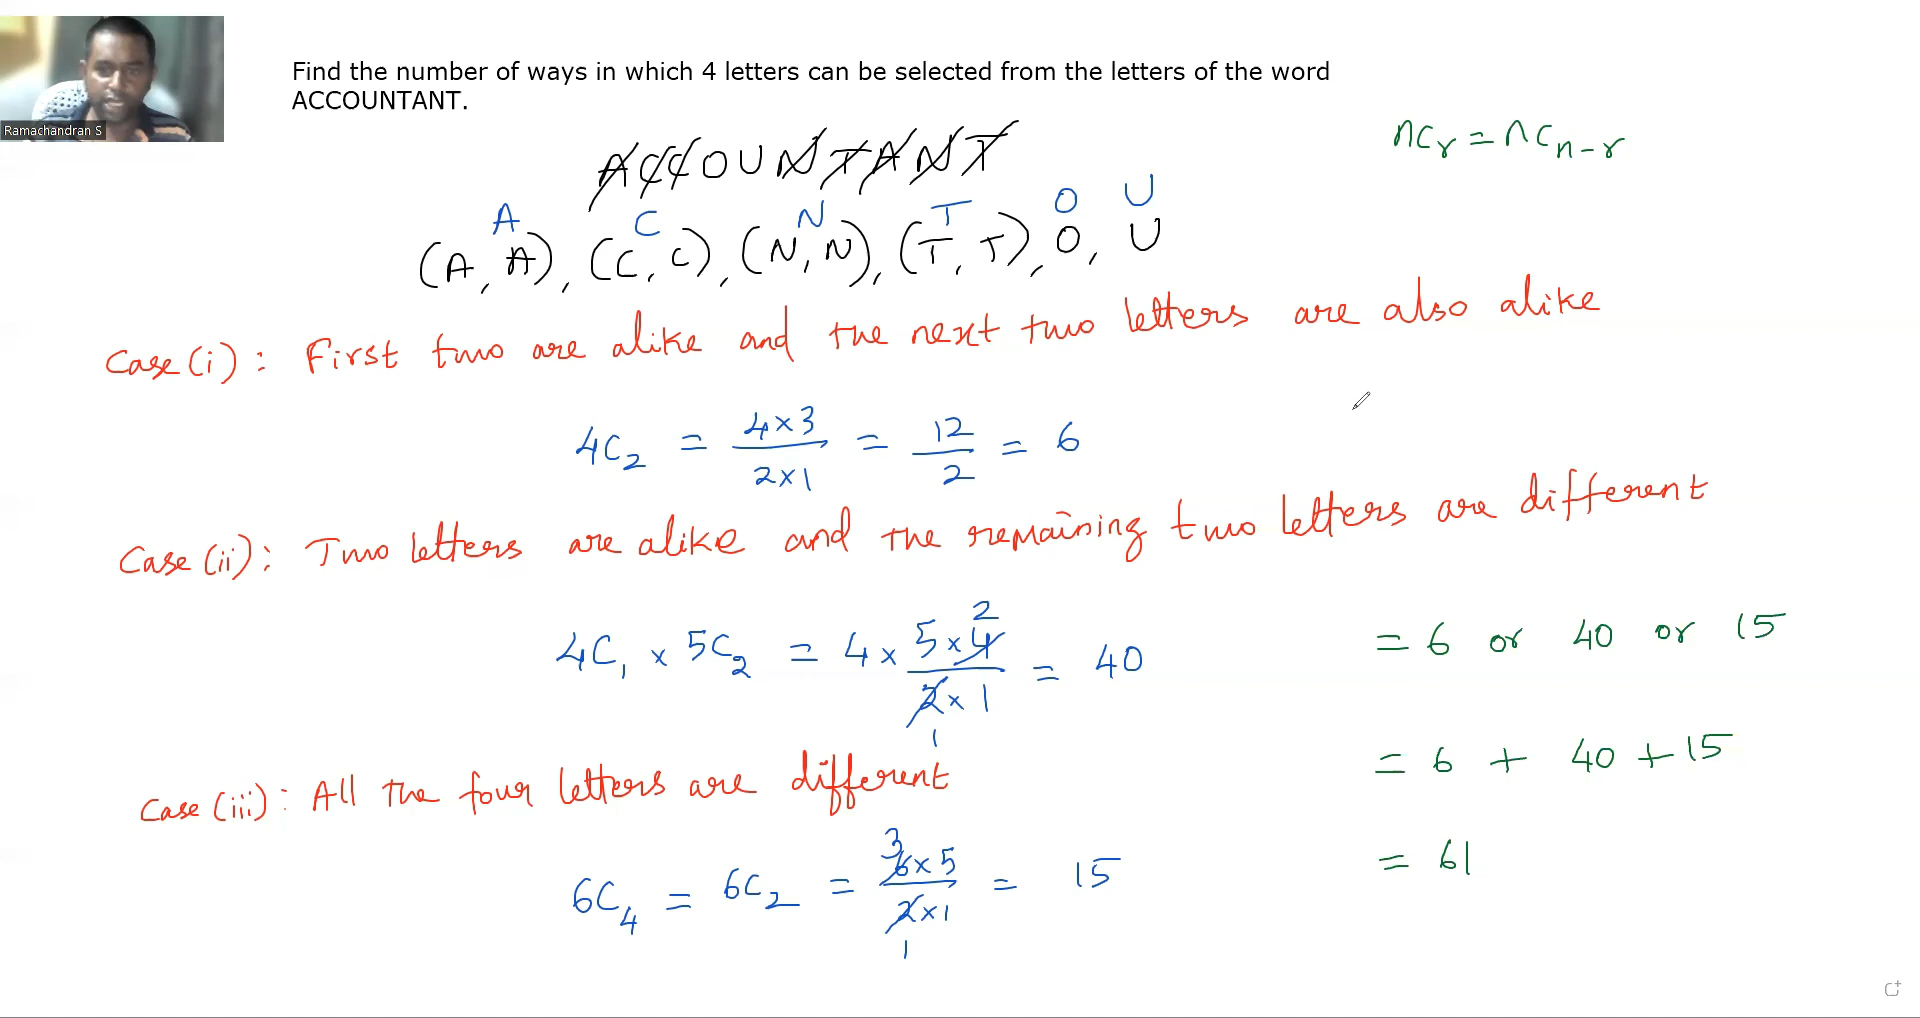 Ramachandran S
Find the number of ways in which 4 letters can be selected from the letters of the word
ACCOUNTANT.
nCr = nCn-r
ACCOUNTANT
A C N T O U
(A, A), (C, C), (N, N), (T, T), O, U
Case (i) : First two are alike and the next two letters are also alike
4C2 = 4×3 / 2×1 = 12 / 2 = 6
Case (ii) : Two letters are alike and the remaining two letters are different
4C1 × 5C2 = 4 × 5×4 2 / 2×1 1 = 40
= 6 or 40 or 15
= 6 + 40 + 15
Case (iii) : All the four letters are different
6C4 = 6C2 = 3 6×5 / 2×1 1 = 15
= 61